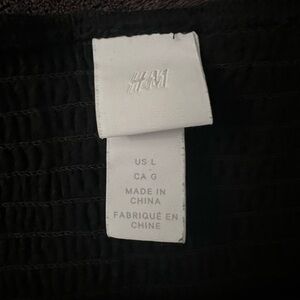 H&M
US L
CA G
MADE IN
CHINA
FABRIQUÉ EN
CHINE